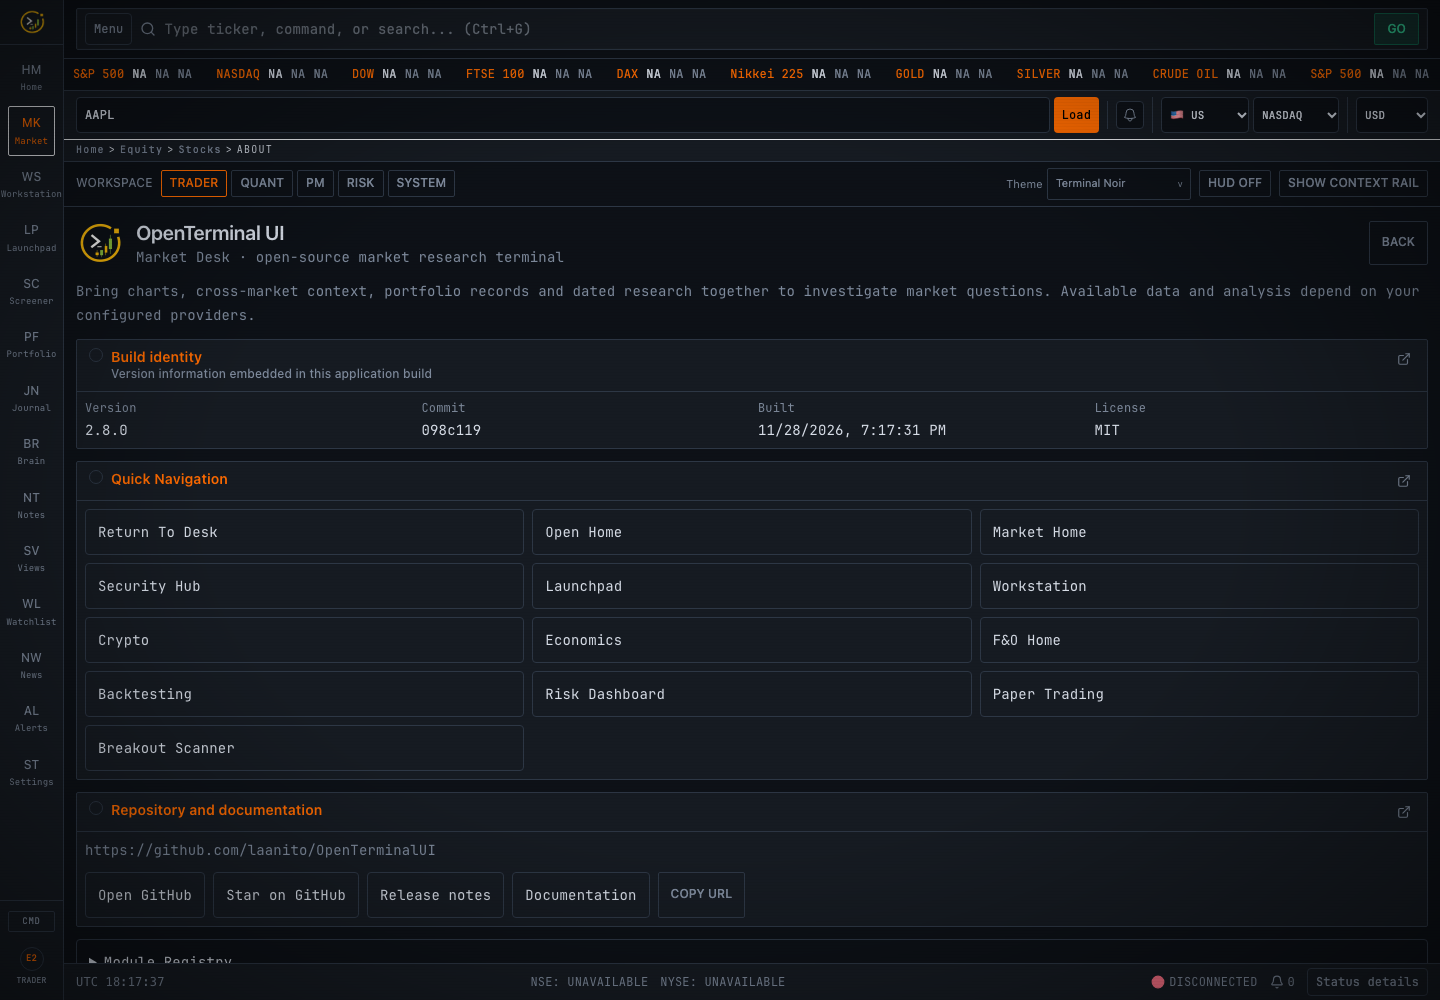 Menu Type ticker, command, or search... (Ctrl+G) GO
S&P 500 NA NA NA NASDAQ NA NA NA DOW NA NA NA FTSE 100 NA NA NA DAX NA NA NA Nikkei 225 NA NA NA GOLD NA NA NA SILVER NA NA NA CRUDE OIL NA NA NA S&P 500 NA NA NA
AAPL Load US NASDAQ USD
Home > Equity > Stocks > ABOUT
WORKSPACE TRADER QUANT PM RISK SYSTEM Theme Terminal Noir v HUD OFF SHOW CONTEXT RAIL
HM
Home
MK
Market
WS
Workstation
LP
Launchpad
SC
Screener
PF
Portfolio
JN
Journal
BR
Brain
NT
Notes
SV
Views
WL
Watchlist
NW
News
AL
Alerts
ST
Settings
CMD
E2
TRADER
OpenTerminal UI
Market Desk · open-source market research terminal
BACK
Bring charts, cross-market context, portfolio records and dated research together to investigate market questions. Available data and analysis depend on your
configured providers.
Build identity
Version information embedded in this application build
Version Commit Built License
2.8.0 098c119 11/28/2026, 7:17:31 PM MIT
Quick Navigation
Return To Desk Open Home Market Home
Security Hub Launchpad Workstation
Crypto Economics F&O Home
Backtesting Risk Dashboard Paper Trading
Breakout Scanner
Repository and documentation
https://github.com/laanito/OpenTerminalUI
Open GitHub Star on GitHub Release notes Documentation COPY URL
Module Registry
UTC 18:17:37 NSE: UNAVAILABLE NYSE: UNAVAILABLE DISCONNECTED 0 Status details